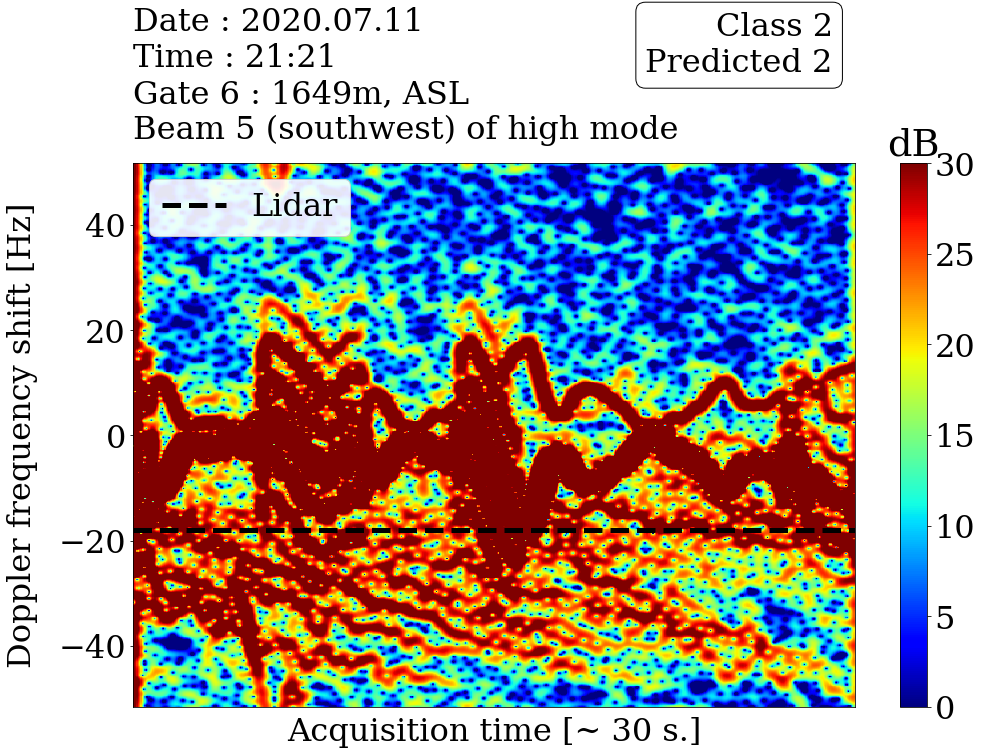 Date : 2020.07.11
Time : 21:21
Gate 6 : 1649m, ASL
Beam 5 (southwest) of high mode
Class 2
Predicted 2
dB
Lidar
Doppler frequency shift [Hz]
40
20
0
−20
−40
30
25
20
15
10
5
0
Acquisition time [~ 30 s.]